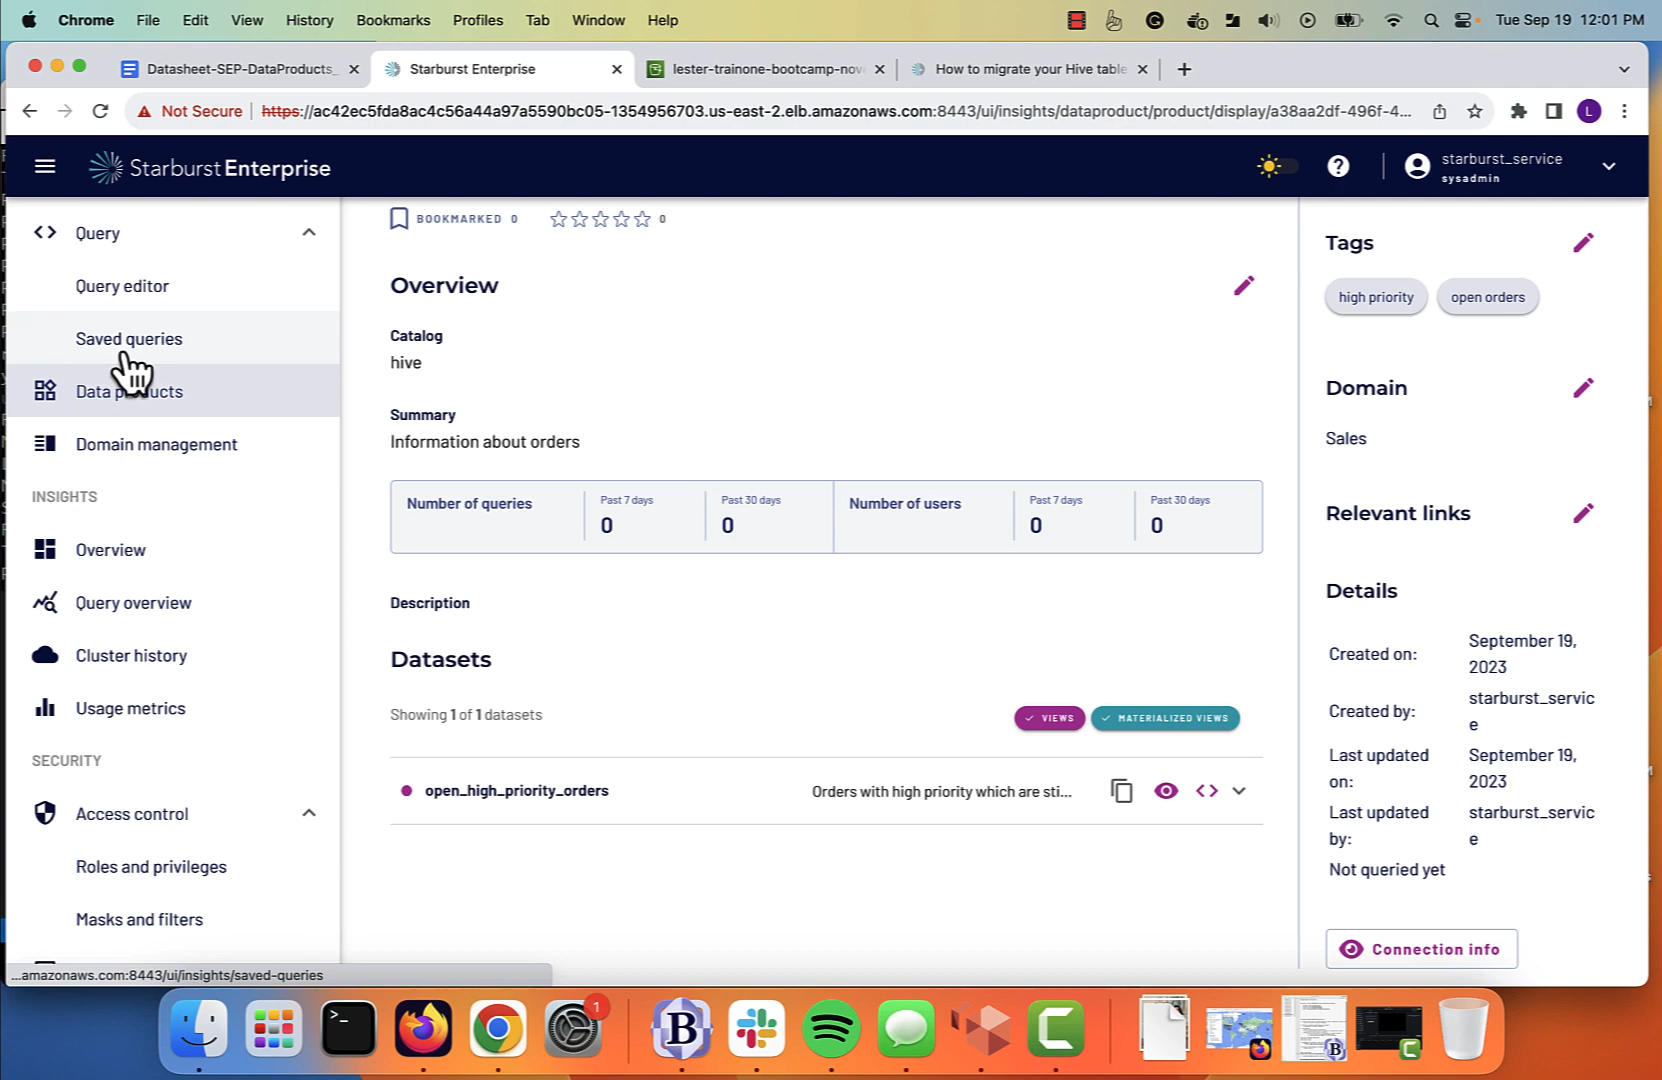 Chrome File Edit View History Bookmarks Profiles Tab Window Help
Tue Sep 19 12:01 PM
Datasheet-SEP-DataProducts_
Starburst Enterprise
lester-trainone-bootcamp-nov
How to migrate your Hive table
Not Secure https://ac42ec5fda8ac4c56a44a97a5590bc05-1354956703.us-east-2.elb.amazonaws.com:8443/ui/insights/dataproduct/product/display/a38aa2df-496f-4...
L
Starburst Enterprise
?
starburst_service
sysadmin
Query
Query editor
Saved queries
Data products
Domain management
INSIGHTS
Overview
Query overview
Cluster history
Usage metrics
SECURITY
Access control
Roles and privileges
Masks and filters
...amazonaws.com:8443/ui/insights/saved-queries
BOOKMARKED 0
0
Overview
Catalog
hive
Summary
Information about orders
Number of queries
Past 7 days
0
Past 30 days
0
Number of users
Past 7 days
0
Past 30 days
0
Description
Datasets
Showing 1 of 1 datasets
VIEWS
MATERIALIZED VIEWS
open_high_priority_orders
Orders with high priority which are sti...
Tags
high priority
open orders
Domain
Sales
Relevant links
Details
Created on:
September 19,
2023
Created by:
starburst_servic
e
Last updated
on:
September 19,
2023
Last updated
by:
starburst_servic
e
Not queried yet
Connection info
1
B
C